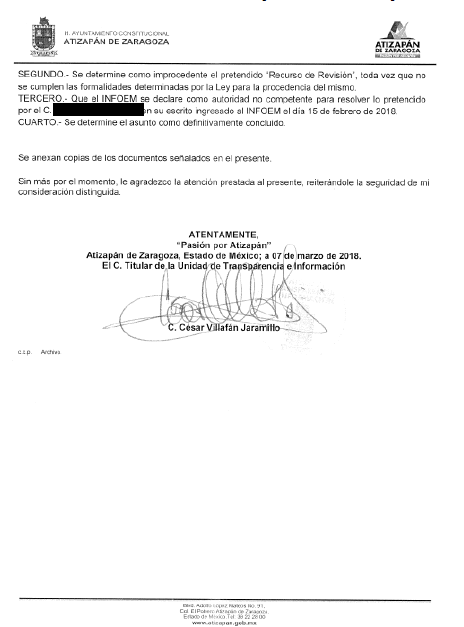 H. AYUNTAMIENTO CONSTITUCIONAL
ATIZAPÁN DE ZARAGOZA
ATIZAPÁN
DE ZARAGOZA
SEGUNDO.- Se determine como improcedente el pretendido "Recurso de Revisión", toda vez que no
se cumplen las formalidades determinadas por la Ley para la procedencia del mismo.
TERCERO.- Que el INFOEM se declare como autoridad no competente para resolver lo pretendido
por el C. en su escrito ingresado al INFOEM el día 15 de febrero de 2018.
CUARTO.- Se determine el asunto como definitivamente concluido.
Se anexan copias de los documentos señalados en el presente.
Sin más por el momento, le agradezco la atención prestada al presente, reiterándole la seguridad de mi
consideración distinguida.
ATENTAMENTE,
"Pasión por Atizapán"
Atizapán de Zaragoza, Estado de México; a 07 de marzo de 2018.
El C. Titular de la Unidad de Transparencia e Información
C. César Villafán Jaramillo
c.c.p. Archivo
Blvd. Adolfo López Mateos No. 91,
Col. El Potrero Atizapán de Zaragoza,
Estado de México. Tel: 36 22 28 00
www.atizapan.gob.mx